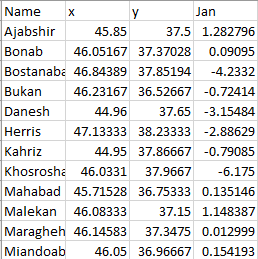 Name x y Jan
Ajabshir 45.85 37.5 1.282796
Bonab 46.05167 37.37028 0.09095
Bostanaba 46.84389 37.85194 -4.2332
Bukan 46.23167 36.52667 -0.72414
Danesh 44.96 37.65 -3.15484
Herris 47.13333 38.23333 -2.88629
Kahriz 44.95 37.86667 -0.79085
Khosrosha 46.0331 37.9667 -6.175
Mahabad 45.71528 36.75333 0.135146
Malekan 46.08333 37.15 1.148387
Maragheh 46.14583 37.3475 0.012999
Miandoab 46.05 36.96667 0.154193